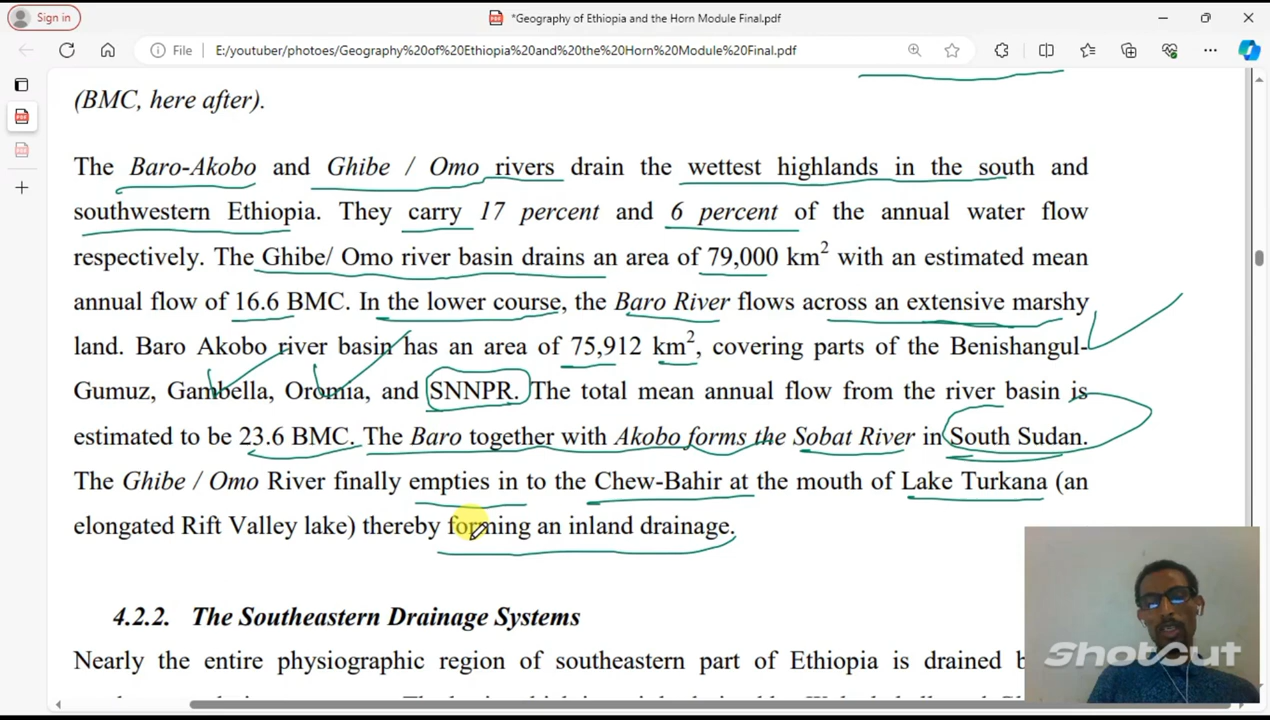 Sign in
*Geography of Ethiopia and the Horn Module Final.pdf
File
E:/youtuber/photoes/Geography%20of%20Ethiopia%20and%20the%20Horn%20Module%20Final.pdf
(BMC, here after).
The Baro-Akobo and Ghibe / Omo rivers drain the wettest highlands in the south and
southwestern Ethiopia. They carry 17 percent and 6 percent of the annual water flow
respectively. The Ghibe/ Omo river basin drains an area of 79,000 km2 with an estimated mean
annual flow of 16.6 BMC. In the lower course, the Baro River flows across an extensive marshy
land. Baro Akobo river basin has an area of 75,912 km2, covering parts of the Benishangul-
Gumuz, Gambella, Oromia, and SNNPR. The total mean annual flow from the river basin is
estimated to be 23.6 BMC. The Baro together with Akobo forms the Sobat River in South Sudan.
The Ghibe / Omo River finally empties in to the Chew-Bahir at the mouth of Lake Turkana (an
elongated Rift Valley lake) thereby forming an inland drainage.
4.2.2. The Southeastern Drainage Systems
Nearly the entire physiographic region of southeastern part of Ethiopia is drained
Shotcut